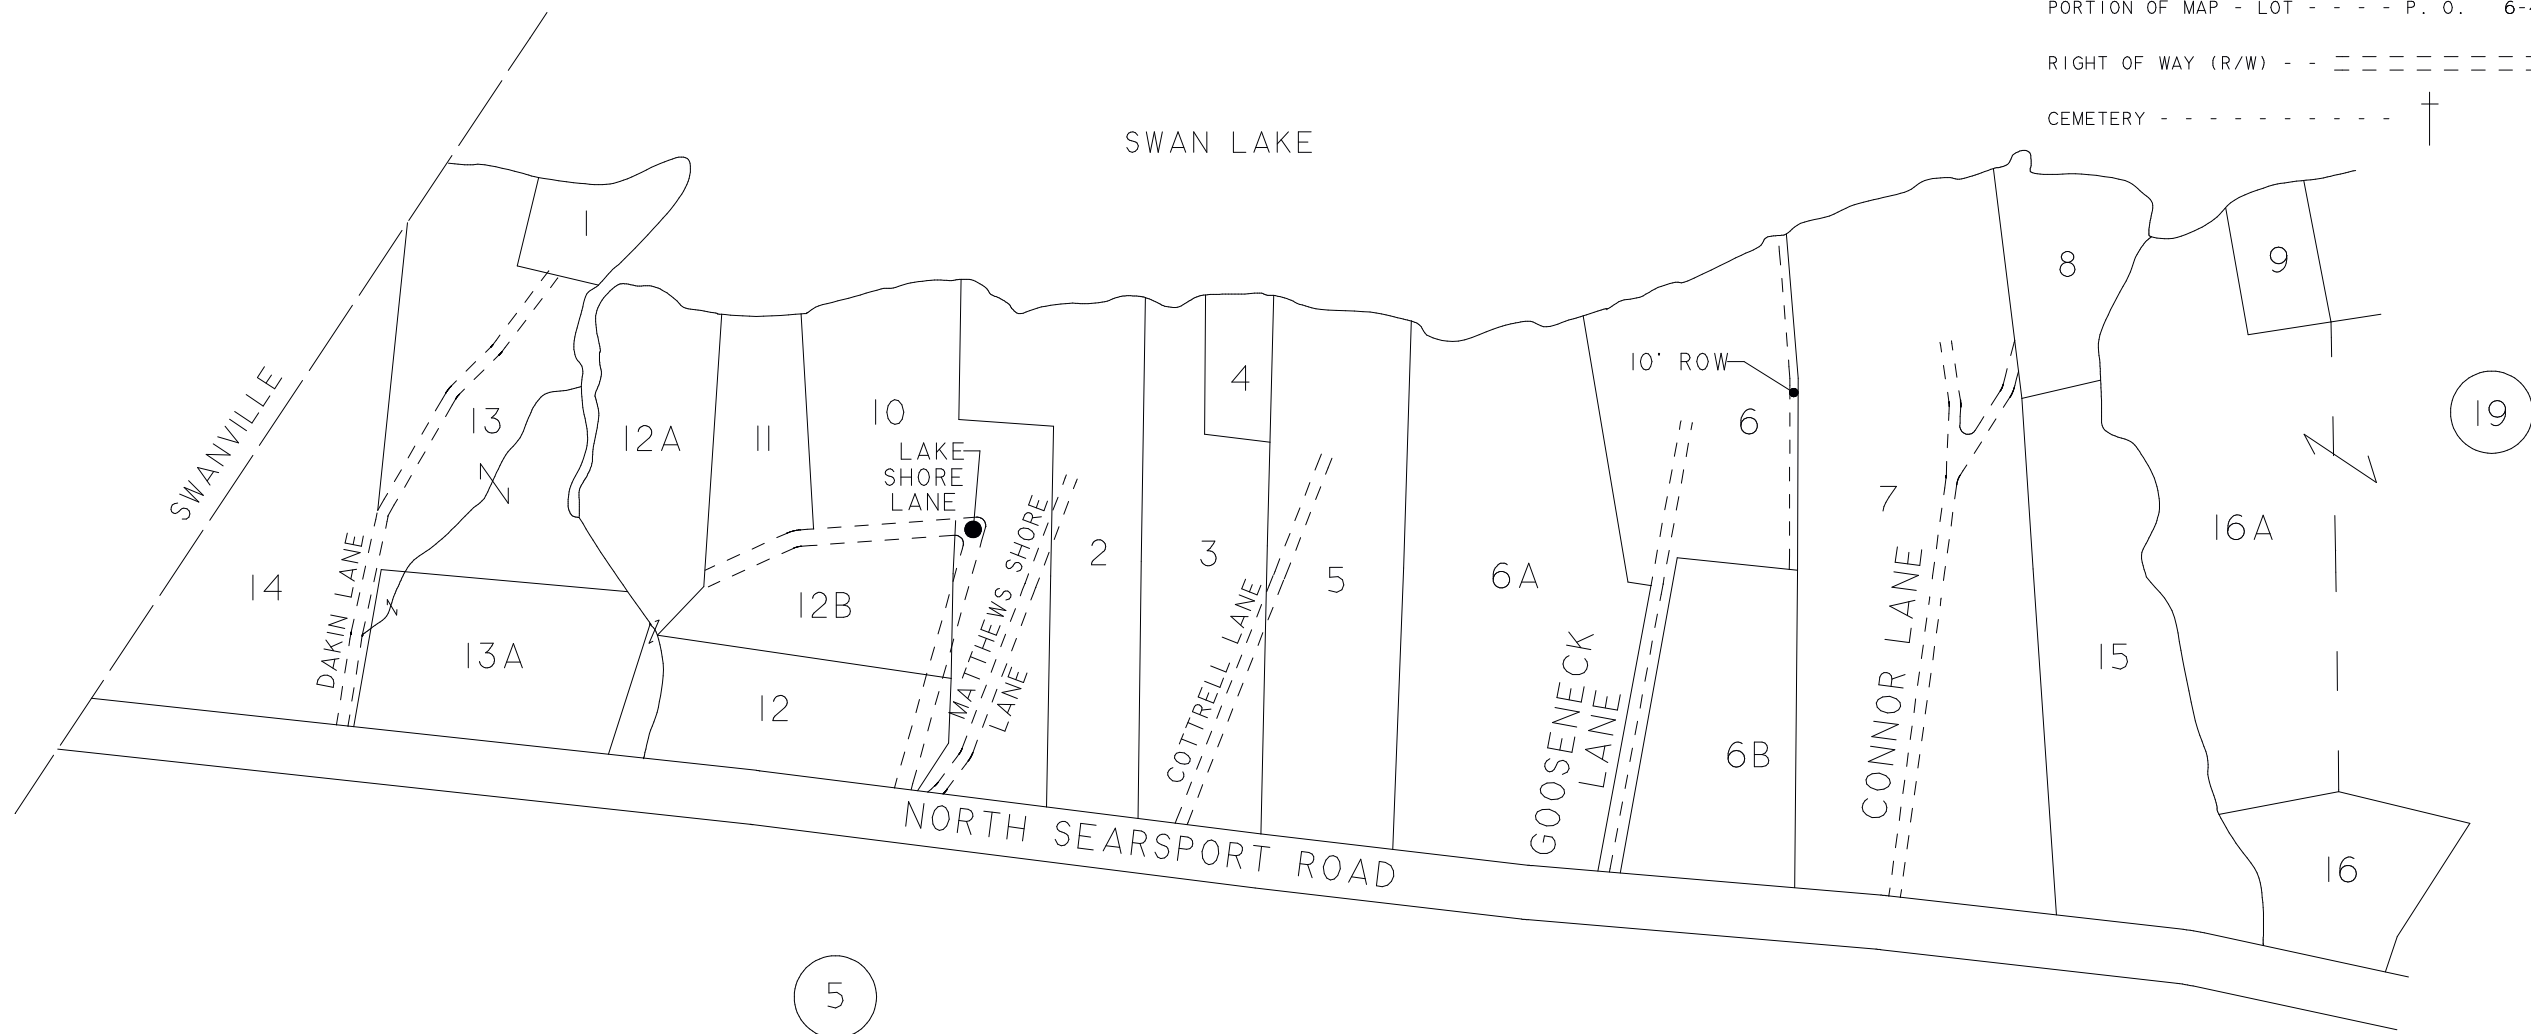 PORTION OF MAP - LOT - - - - P. O. 6-
RIGHT OF WAY (R/W) - -
CEMETERY - - - - - - - - - -
SWAN LAKE
1
8
9
10' ROW
4
19
10
13
12A
11
6
SWANVILLE
LAKE
SHORE
LANE
7
16A
2
3
5
6A
14
12B
MATTHEWS SHORE
LANE
DAKIN LANE
13A
12
COTTRELL LANE
GOOSENECK
LANE
CONNOR LANE
15
6B
NORTH SEARSPORT ROAD
16
5